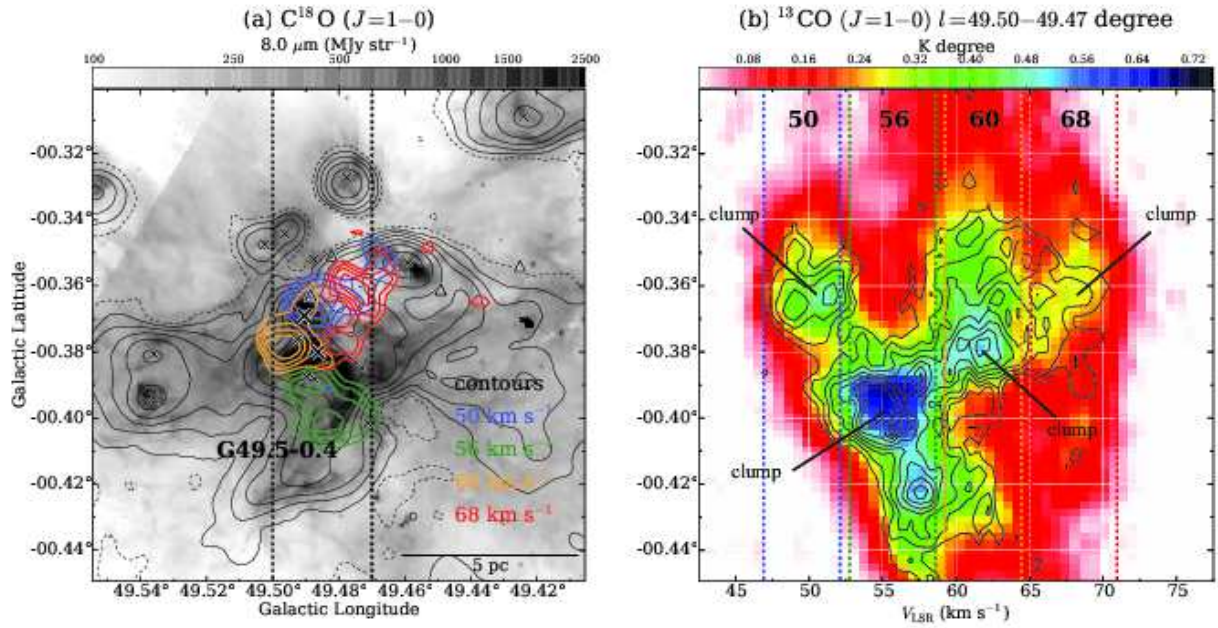 (a) C¹⁸O (J=1−0)
8.0 μm (MJy str⁻¹)
100 250 500 1000 1500 2500
-00.32°
-00.34°
-00.36°
-00.38°
-00.40°
-00.42°
-00.44°
Galactic Latitude
contours
50 km s⁻¹
56 km s⁻¹
G49.5-0.4
68 km s⁻¹
5 pc
49.54° 49.52° 49.50° 49.48° 49.46° 49.44° 49.42°
Galactic Longitude
(b) ¹³CO (J=1−0) l=49.50−49.47 degree
K degree
0.08 0.16 0.24 0.32 0.40 0.48 0.56 0.64 0.72
50 56 60 68
-00.32°
-00.34°
-00.36°
-00.38°
-00.40°
-00.42°
-00.44°
clump
clump
clump
clump
45 50 55 60 65 70 75
V_LSR (km s⁻¹)